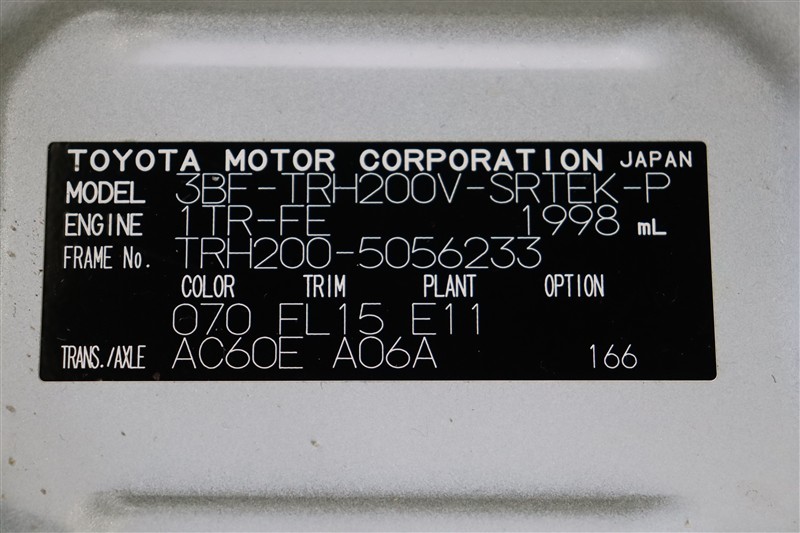 TOYOTA MOTOR CORPORATION JAPAN
MODEL 3BF-TRH200V-SRTEK-P
ENGINE 1TR-FE 1998 mL
FRAME No. TRH200-5056233
COLOR TRIM PLANT OPTION
070 FL15 E11
TRANS./AXLE AC60E A06A 166